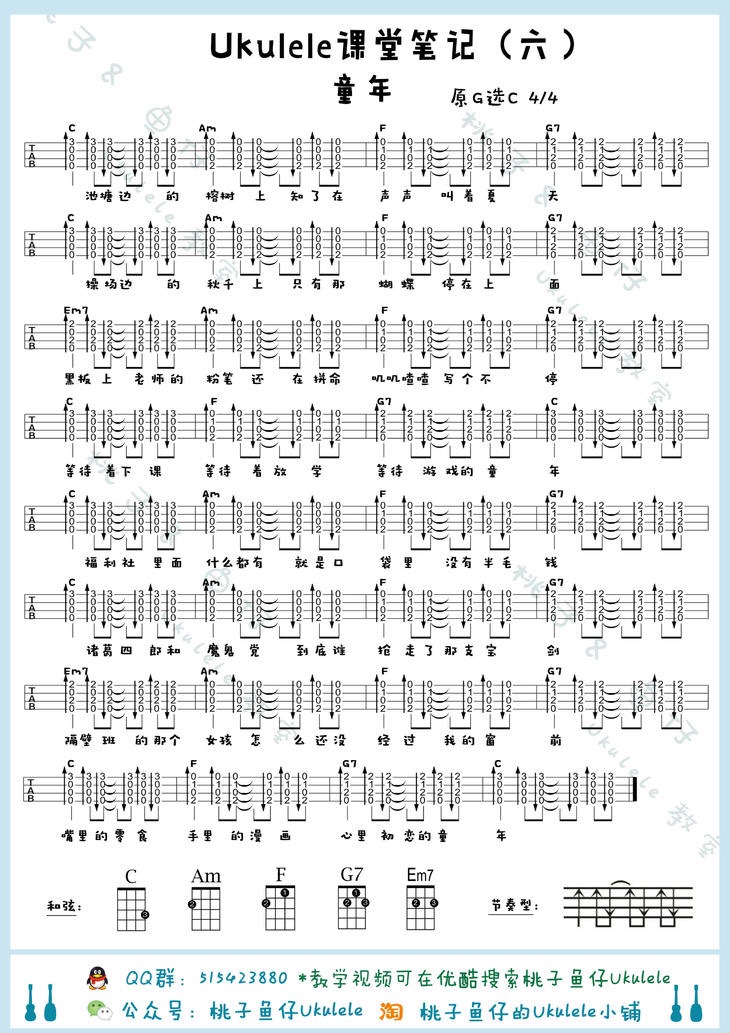 Ukulele课堂笔记（六）
童年
原G选C 4/4
C Am F G7
池塘边 的 榕树 上 知了在 声声 叫着夏 天
C Am F G7
操场边 的 秋千上 只有那 蝴蝶 停在上 面
Em7 Am F G7
黑板上 老师的 粉笔 还 在拼命 叽叽喳喳 写个不 停
C F G7 C
等待 着下 课 等待 着放 学 等待 游戏的童 年
C Am F G7
福利社 里面 什么都有 就是口 袋里 没有半毛 钱
C Am F G7
诸葛四 郎和 魔鬼党 到底谁 抢走了那支宝 剑
Em7 Am F G7
隔壁班 的那个 女孩 怎 么还没 经过 我的窗 前
C F G7 C
嘴里的零食 手里 的漫画 心里 初恋的童 年
和弦: C Am F G7 Em7 节奏型:
QQ群: 515423880 *教学视频可在优酷搜索桃子鱼仔Ukulele
公众号: 桃子鱼仔Ukulele 淘 桃子鱼仔的Ukulele小铺